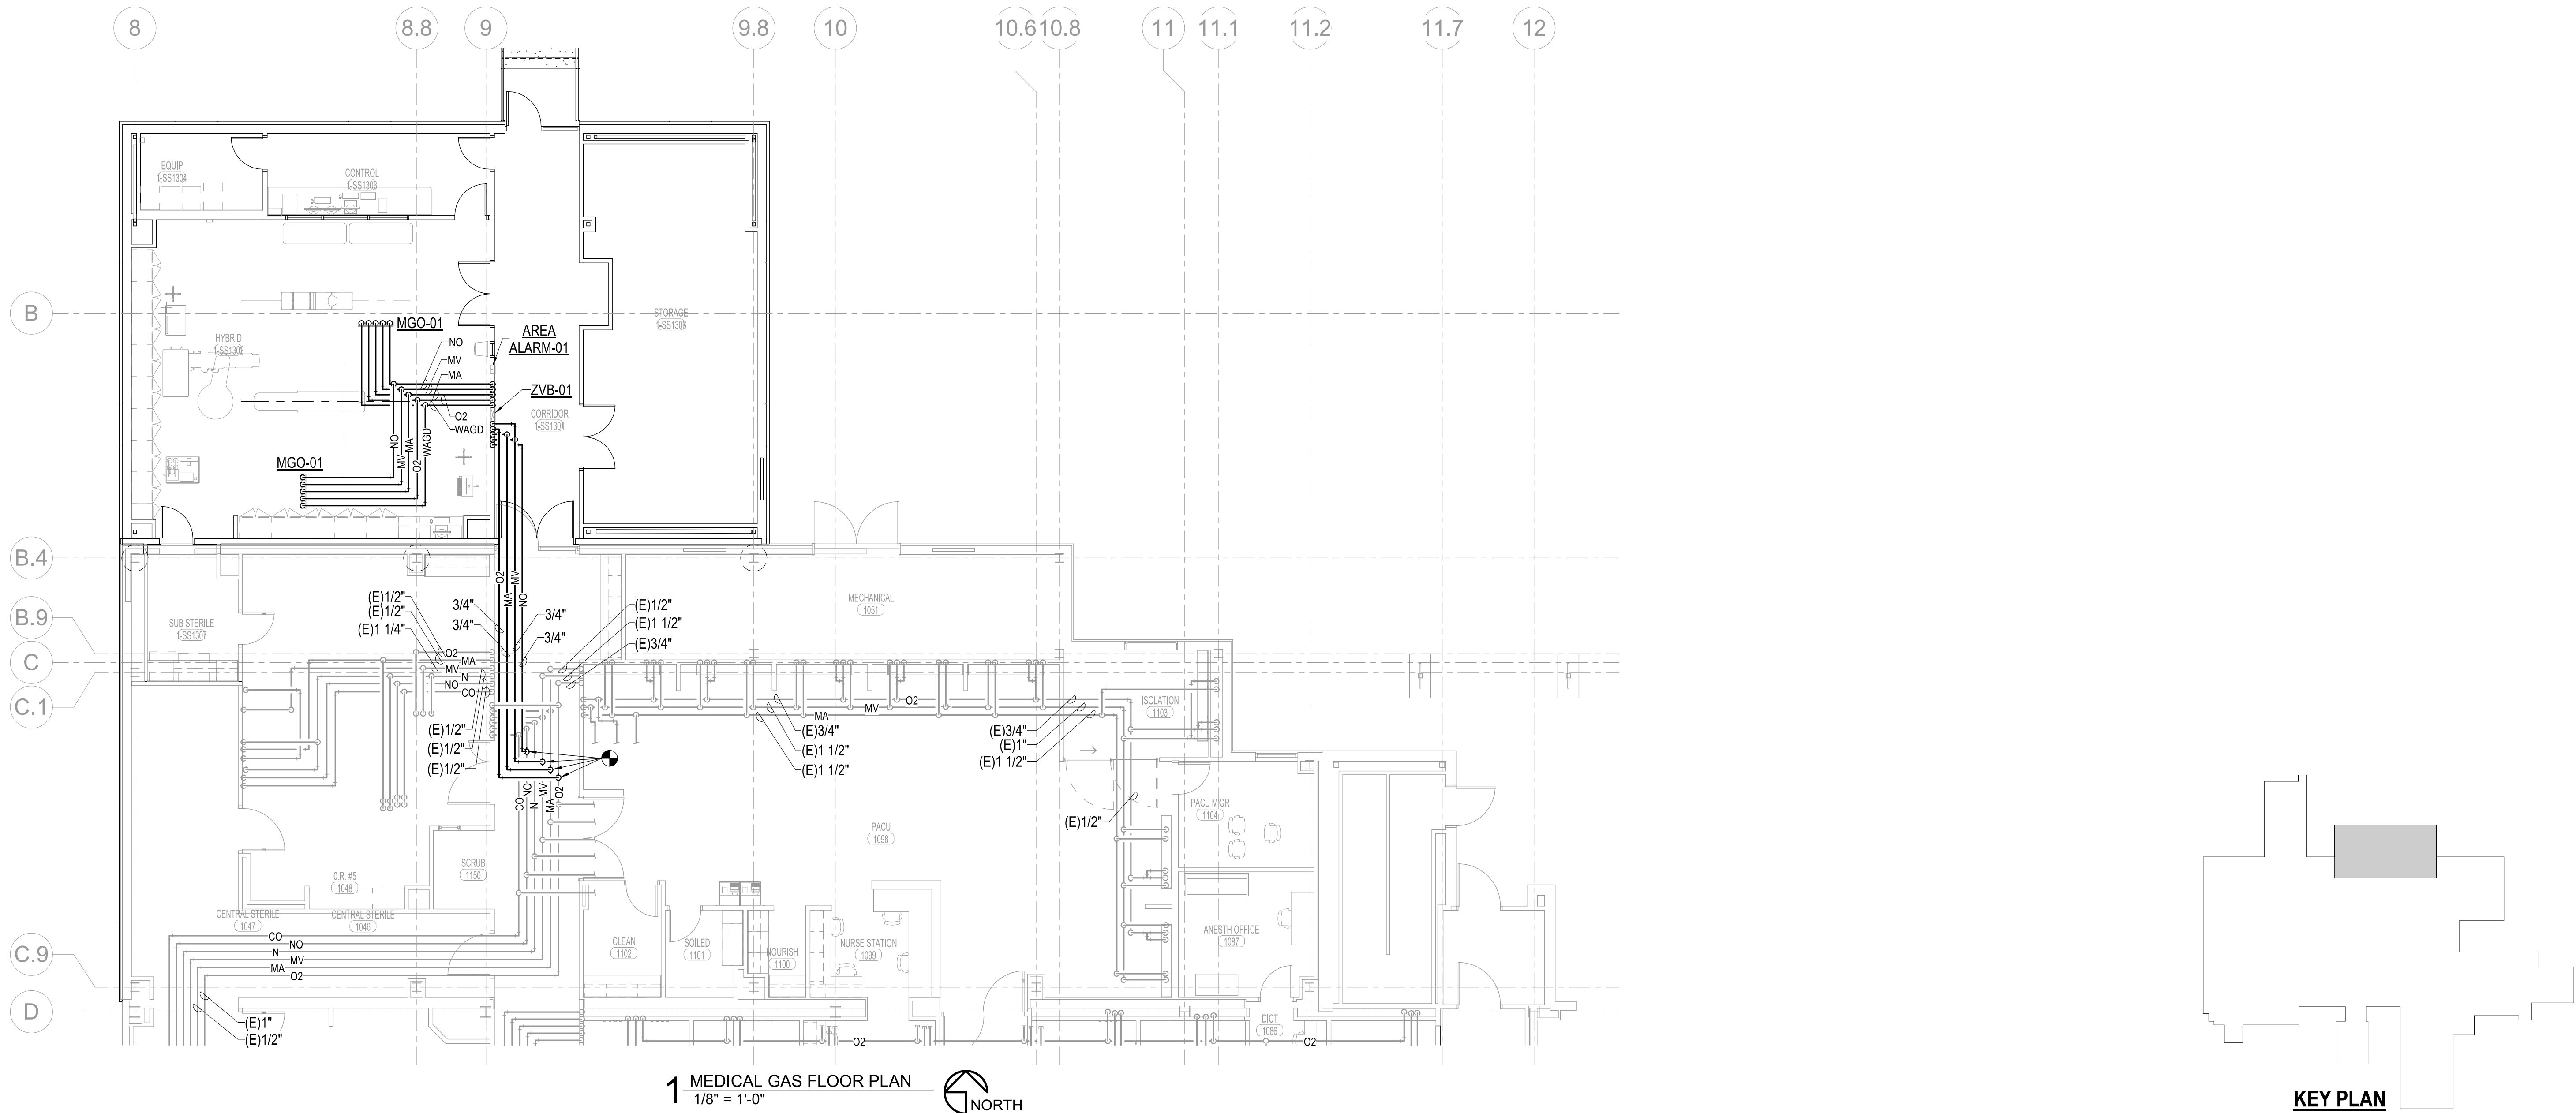 8
8.8
9
9.8
10
10.6
10.8
11
11.1
11.2
11.7
12
EQUIP
1-SS1304
CONTROL
1-SS1303
B
STORAGE
1-SS1306
HYBRID
1-SS1302
MGO-01
AREA
ALARM-01
NO
MV
MA
ZVB-01
O2
WAGD
CORRIDOR
1-SS1301
NO
MV
MA
O2
WAGD
MGO-01
B.4
O2
MA
MV
NO
MECHANICAL
1051
B.9
SUB STERILE
1-SS1307
(E)1/2"
(E)1/2"
(E)1 1/4"
3/4"
3/4"
3/4"
3/4"
(E)1/2"
(E)1 1/2"
(E)3/4"
C
O2
MA
MV
N
NO
CO
C.1
ISOLATION
1103
O2
MV
MA
(E)1/2"
(E)1/2"
(E)1/2"
(E)3/4"
(E)1 1/2"
(E)1 1/2"
(E)3/4"
(E)1"
(E)1 1/2"
CO
NO
N
MV
MA
O2
PACU MGR
1104
(E)1/2"
PACU
1098
SCRUB
1150
O.R. #5
1048
CENTRAL STERILE
1047
CENTRAL STERILE
1046
CO
NO
N
MV
MA
O2
CLEAN
1102
SOILED
1101
NOURISH
1100
NURSE STATION
1099
ANESTH OFFICE
1087
C.9
D
(E)1"
(E)1/2"
DICT
1086
O2
O2
1 MEDICAL GAS FLOOR PLAN
1/8" = 1'-0"
NORTH
KEY PLAN